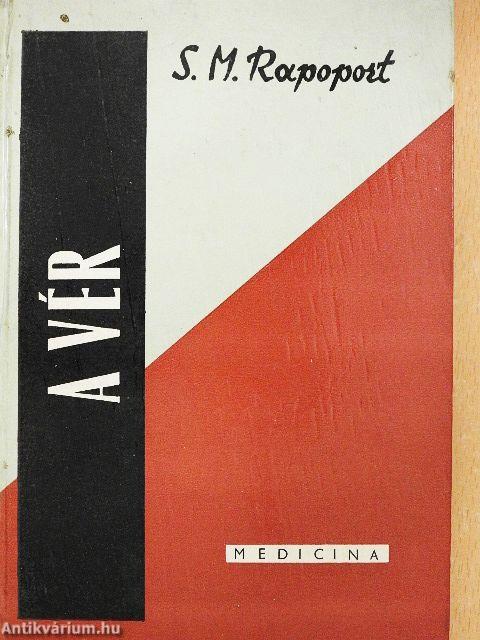 S. M. Rapoport
A VÉR
MEDICINA
Antikvárium.hu